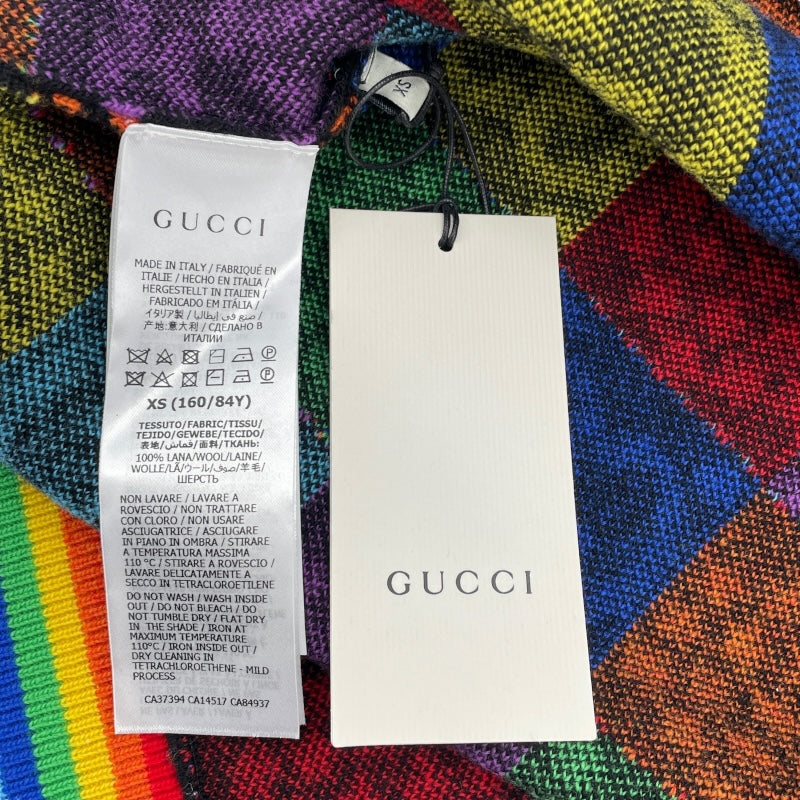 XS
GUCCI
MADE IN ITALY / FABRIQUÉ EN
ITALIE / HECHO EN ITALIA /
HERGESTELLT IN ITALIEN /
FABRICADO EM ITÁLIA /
イタリア製 / صنع في إيطاليا /
产地:意大利 / СДЕЛАНО В
ИТАЛИИ
XS (160/84Y)
TESSUTO/FABRIC/TISSU/
TEJIDO/GEWEBE/TECIDO/
表地/قماش/面料/ТКАНЬ:
100% LANA/WOOL/LAINE/
WOLLE/LÃ/ウール/صوف/羊毛/
ШЕРСТЬ
NON LAVARE / LAVARE A
ROVESCIO / NON TRATTARE
CON CLORO / NON USARE
ASCIUGATRICE / ASCIUGARE
IN PIANO IN OMBRA / STIRARE
A TEMPERATURA MASSIMA
110 °C / STIRARE A ROVESCIO /
LAVARE DELICATAMENTE A
SECCO IN TETRACLOROETILENE
DO NOT WASH / WASH INSIDE
OUT / DO NOT BLEACH / DO
NOT TUMBLE DRY / FLAT DRY
IN THE SHADE / IRON AT
MAXIMUM TEMPERATURE
110°C / IRON INSIDE OUT /
DRY CLEANING IN
TETRACHLOROETHENE - MILD
PROCESS
CA37394 CA14517 CA84937
GUCCI